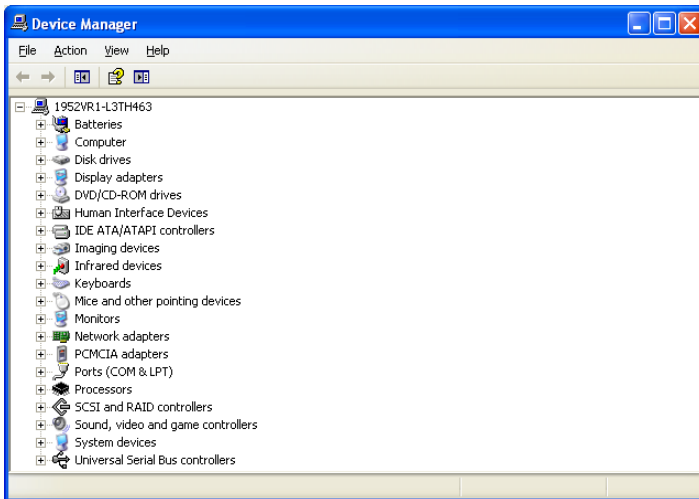 Device Manager
File Action View Help
1952VR1-L3TH463
Batteries
Computer
Disk drives
Display adapters
DVD/CD-ROM drives
Human Interface Devices
IDE ATA/ATAPI controllers
Imaging devices
Infrared devices
Keyboards
Mice and other pointing devices
Monitors
Network adapters
PCMCIA adapters
Ports (COM & LPT)
Processors
SCSI and RAID controllers
Sound, video and game controllers
System devices
Universal Serial Bus controllers